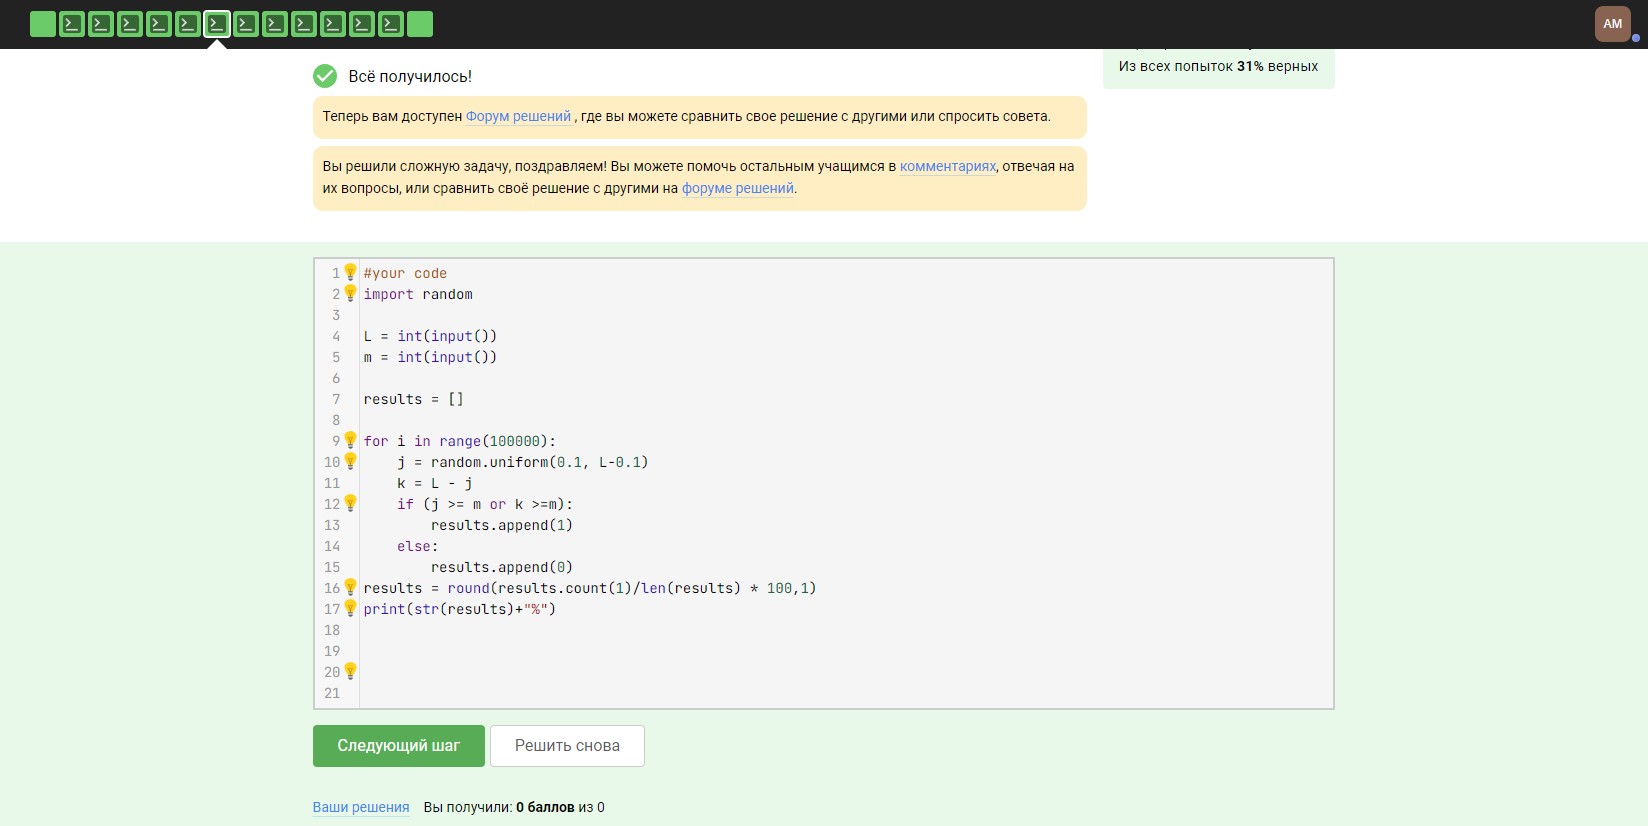 AM
Из всех попыток 31% верных
Всё получилось!
Теперь вам доступен Форум решений , где вы можете сравнить свое решение с другими или спросить совета.
Вы решили сложную задачу, поздравляем! Вы можете помочь остальным учащимся в комментариях, отвечая на
их вопросы, или сравнить своё решение с другими на форуме решений.
1 #your code
2 import random
3
4 L = int(input())
5 m = int(input())
6
7 results = []
8
9 for i in range(100000):
10     j = random.uniform(0.1, L-0.1)
11     k = L - j
12     if (j >= m or k >=m):
13         results.append(1)
14     else:
15         results.append(0)
16 results = round(results.count(1)/len(results) * 100,1)
17 print(str(results)+"%")
18
19
20
21
Следующий шаг Решить снова
Ваши решения Вы получили: 0 баллов из 0